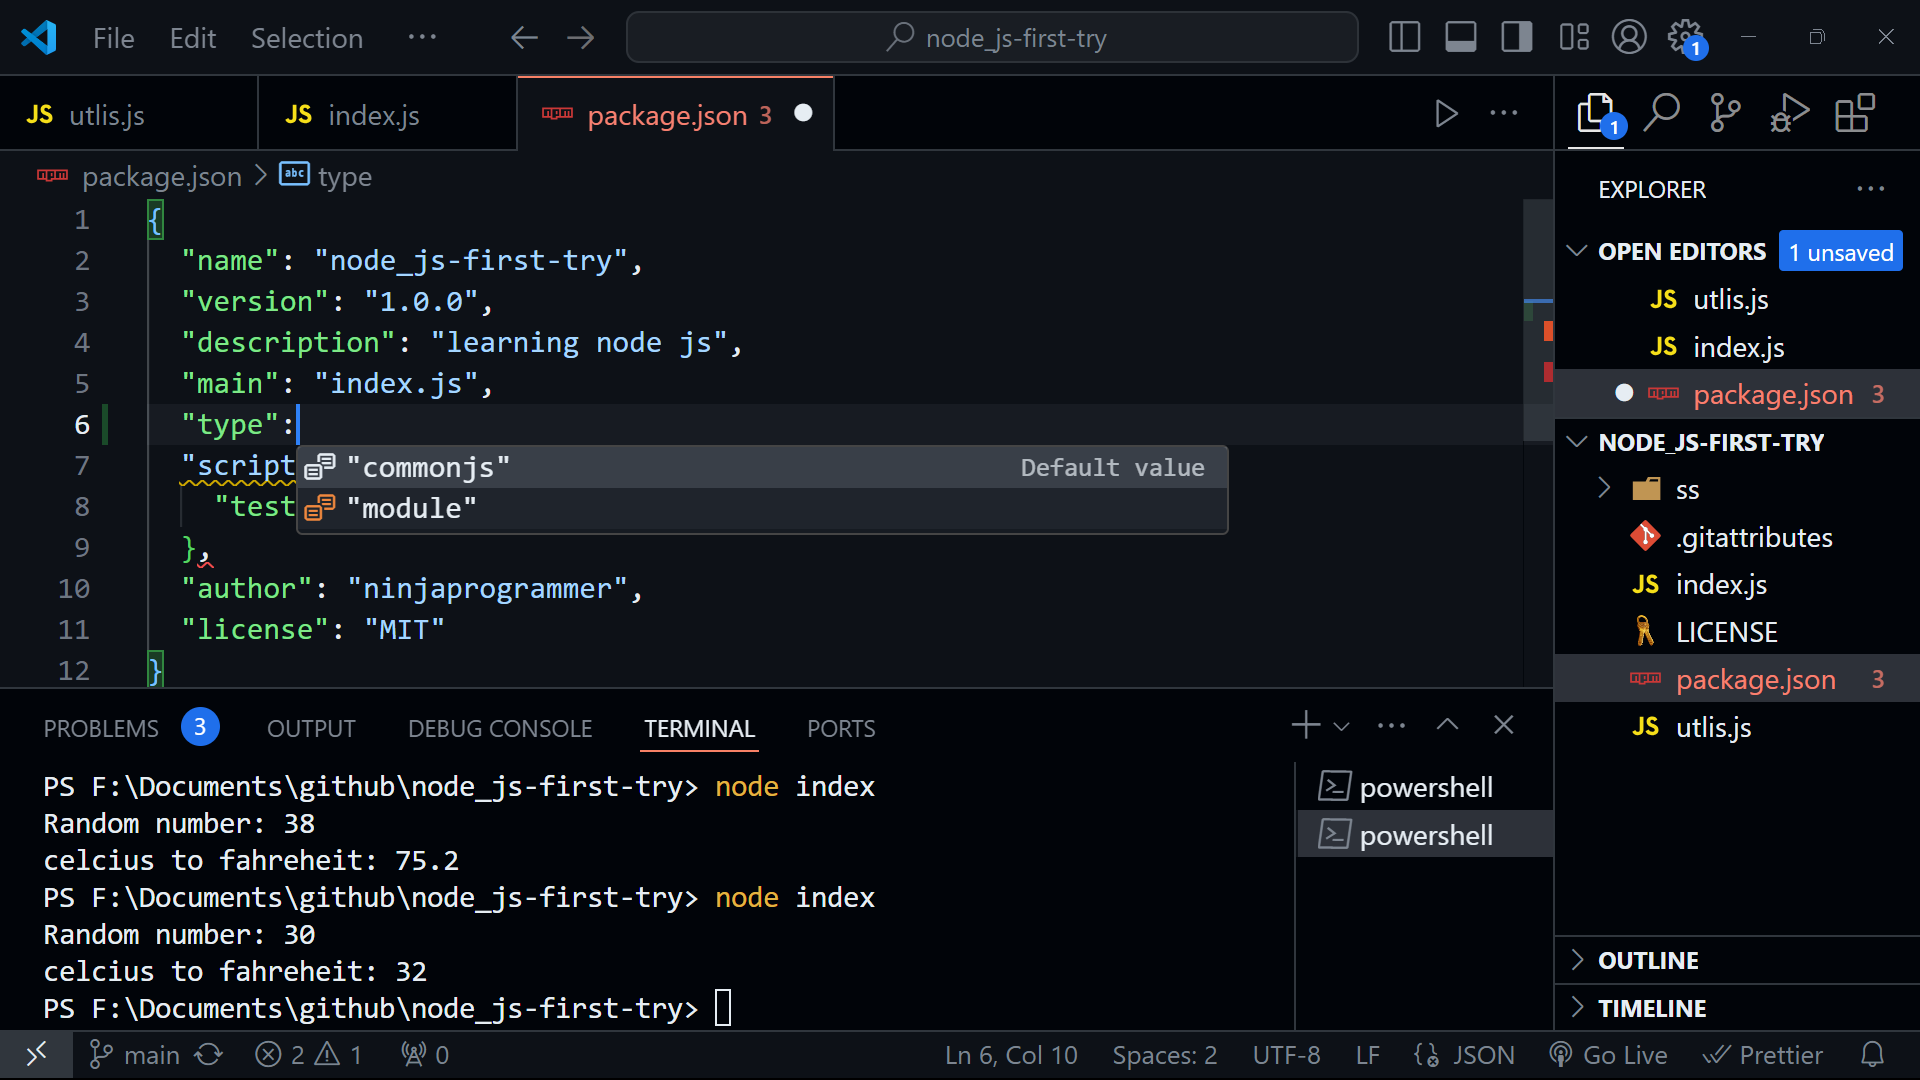 File Edit Selection ··· node_js-first-try 1
JS utlis.js JS index.js package.json 3
package.json > abc type
1 {
2 "name": "node_js-first-try",
3 "version": "1.0.0",
4 "description": "learning node js",
5 "main": "index.js",
6 "type":
7 "script
"commonjs" Default value
8 "test
"module"
9 },
10 "author": "ninjaprogrammer",
11 "license": "MIT"
12 }
PROBLEMS 3 OUTPUT DEBUG CONSOLE TERMINAL PORTS
PS F:\Documents\github\node_js-first-try> node index
Random number: 38
celcius to fahreheit: 75.2
PS F:\Documents\github\node_js-first-try> node index
Random number: 30
celcius to fahreheit: 32
PS F:\Documents\github\node_js-first-try>
powershell
powershell
1
EXPLORER
OPEN EDITORS 1 unsaved
JS utlis.js
JS index.js
package.json 3
NODE_JS-FIRST-TRY
ss
.gitattributes
JS index.js
LICENSE
package.json 3
JS utlis.js
OUTLINE
TIMELINE
main 2 1 0 Ln 6, Col 10 Spaces: 2 UTF-8 LF JSON Go Live Prettier